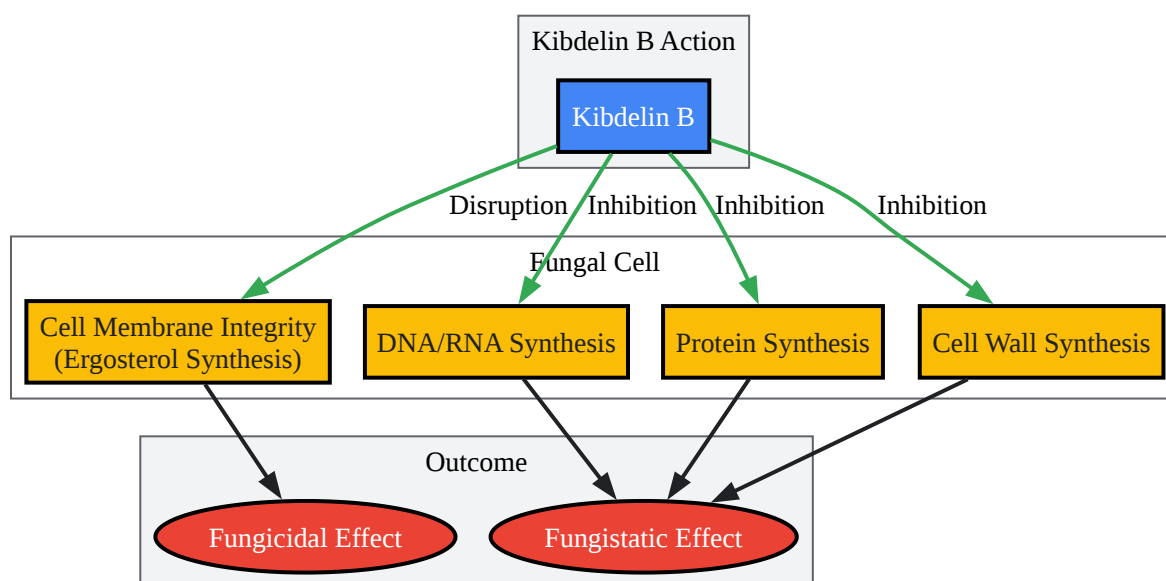 Kibdelin B Action
Kibdelin B
Disruption
Inhibition
Inhibition
Inhibition
Fungal Cell
Cell Membrane Integrity
(Ergosterol Synthesis)
DNA/RNA Synthesis
Protein Synthesis
Cell Wall Synthesis
Outcome
Fungicidal Effect
Fungistatic Effect